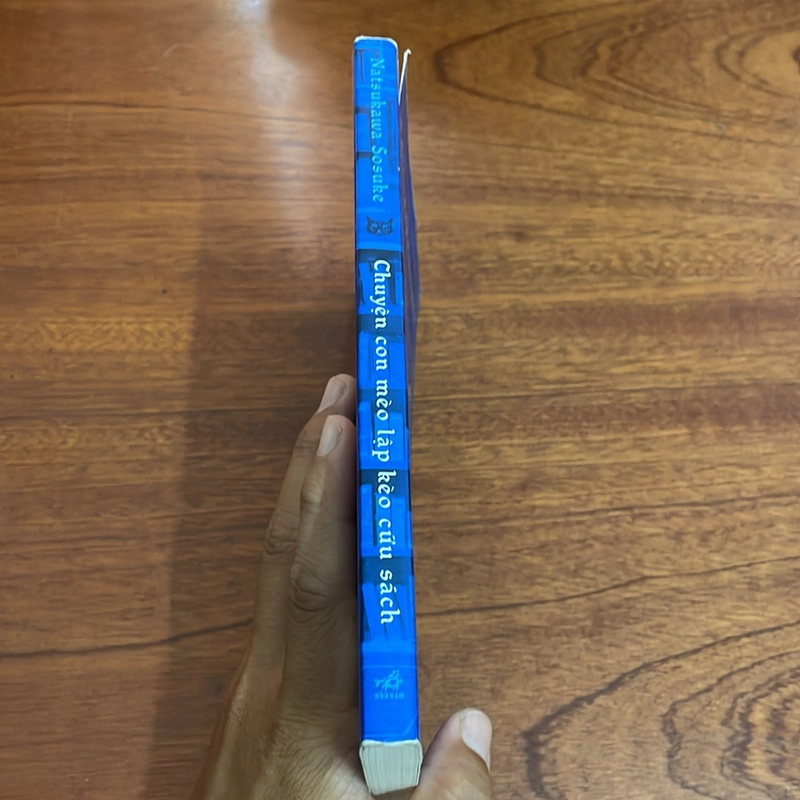 Natsukawa Sosuke
Chuyện con mèo lập kèo cứu sách